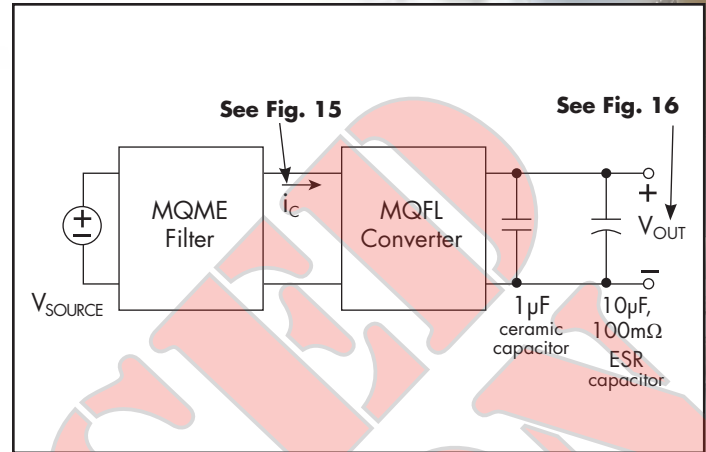 See Fig. 15
See Fig. 16
MQME
Filter
i_C
MQFL
Converter
+
V_OUT
–
+
–
V_SOURCE
1µF
ceramic
capacitor
10µF,
100mΩ
ESR
capacitor